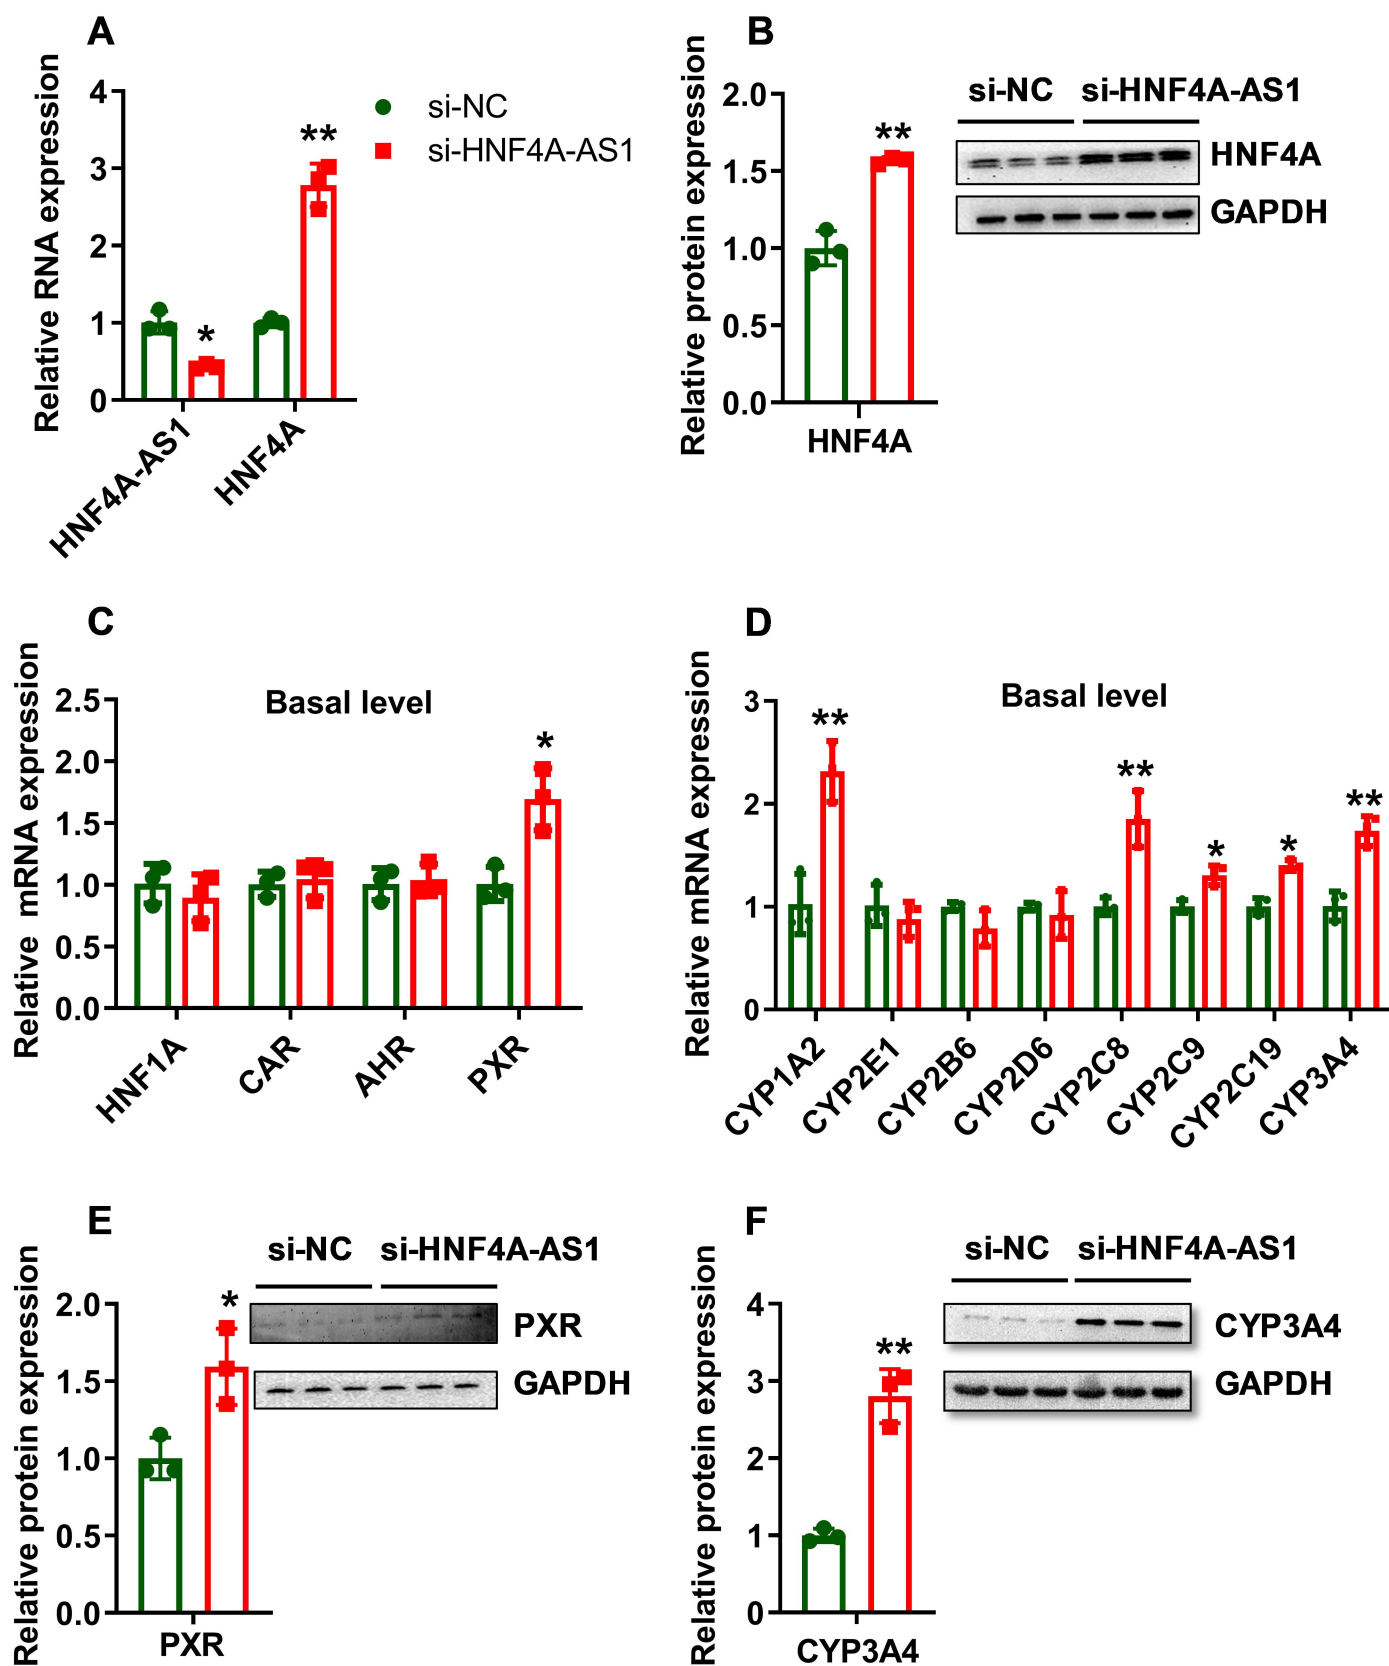 A
Relative RNA expression
4
3
2
1
0
si-NC
si-HNF4A-AS1
*
**
HNF4A-AS1
HNF4A
B
Relative protein expression
2.0
1.5
1.0
0.5
0.0
**
HNF4A
si-NC si-HNF4A-AS1
HNF4A
GAPDH
C
Relative mRNA expression
Basal level
2.5
2.0
1.5
1.0
0.5
0.0
*
HNF1A
CAR
AHR
PXR
D
Relative mRNA expression
Basal level
3
2
1
0
**
**
*
*
**
CYP1A2
CYP2E1
CYP2B6
CYP2D6
CYP2C8
CYP2C9
CYP2C19
CYP3A4
E
Relative protein expression
2.0
1.5
1.0
0.5
0.0
*
PXR
si-NC si-HNF4A-AS1
PXR
GAPDH
F
Relative protein expression
4
3
2
1
0
**
CYP3A4
si-NC si-HNF4A-AS1
CYP3A4
GAPDH